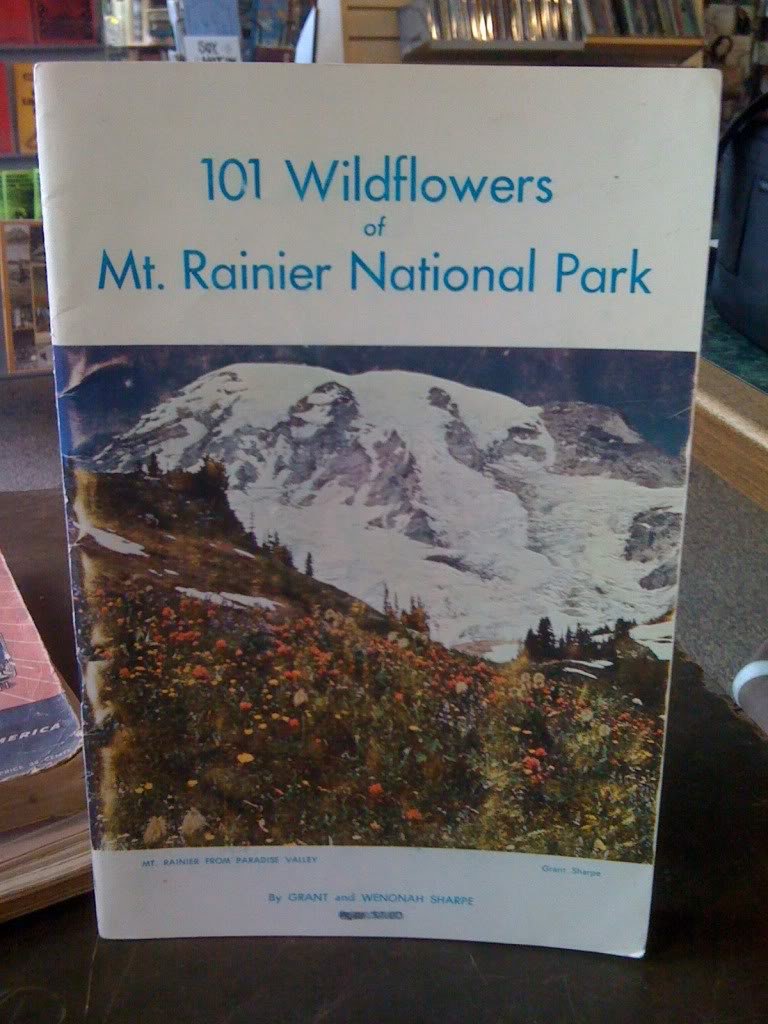 101 Wildflowers
of
Mt. Rainier National Park
MT. RAINIER FROM PARADISE VALLEY
Grant Sharpe
By GRANT and WENONAH SHARPE
MERICA